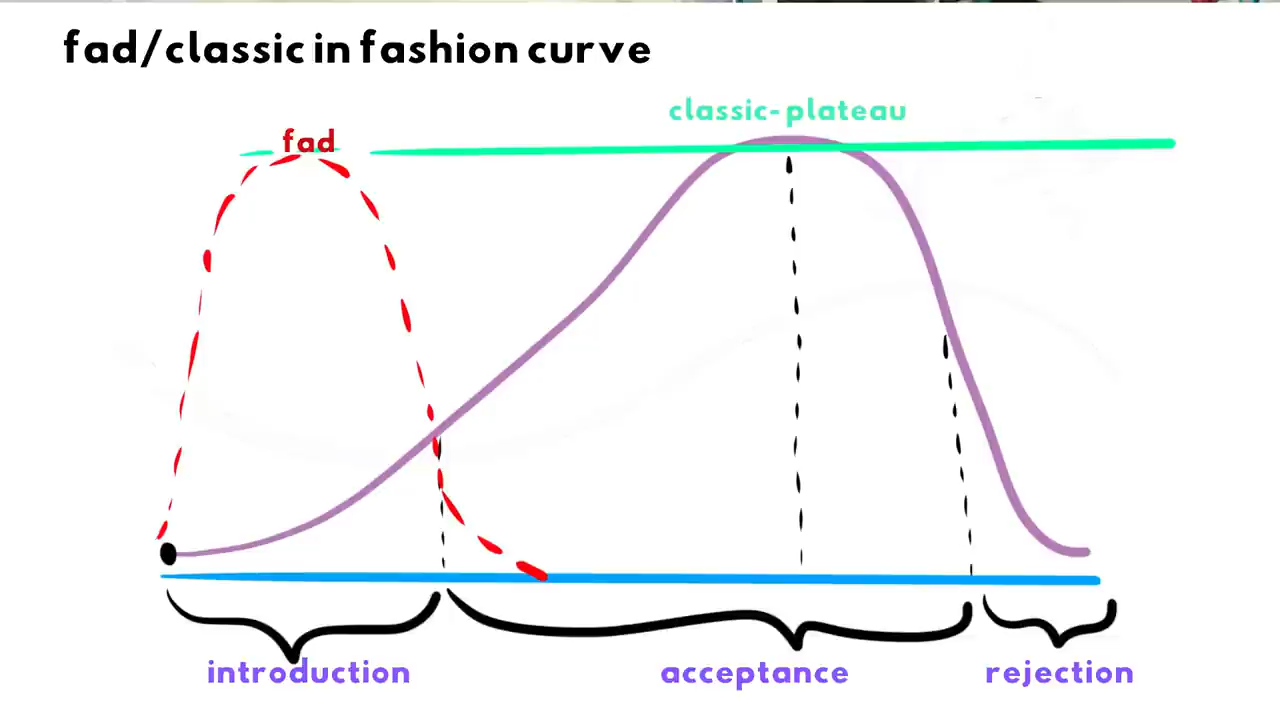 fad/classic in fashion curve
classic-plateau
fad
introduction
acceptance
rejection